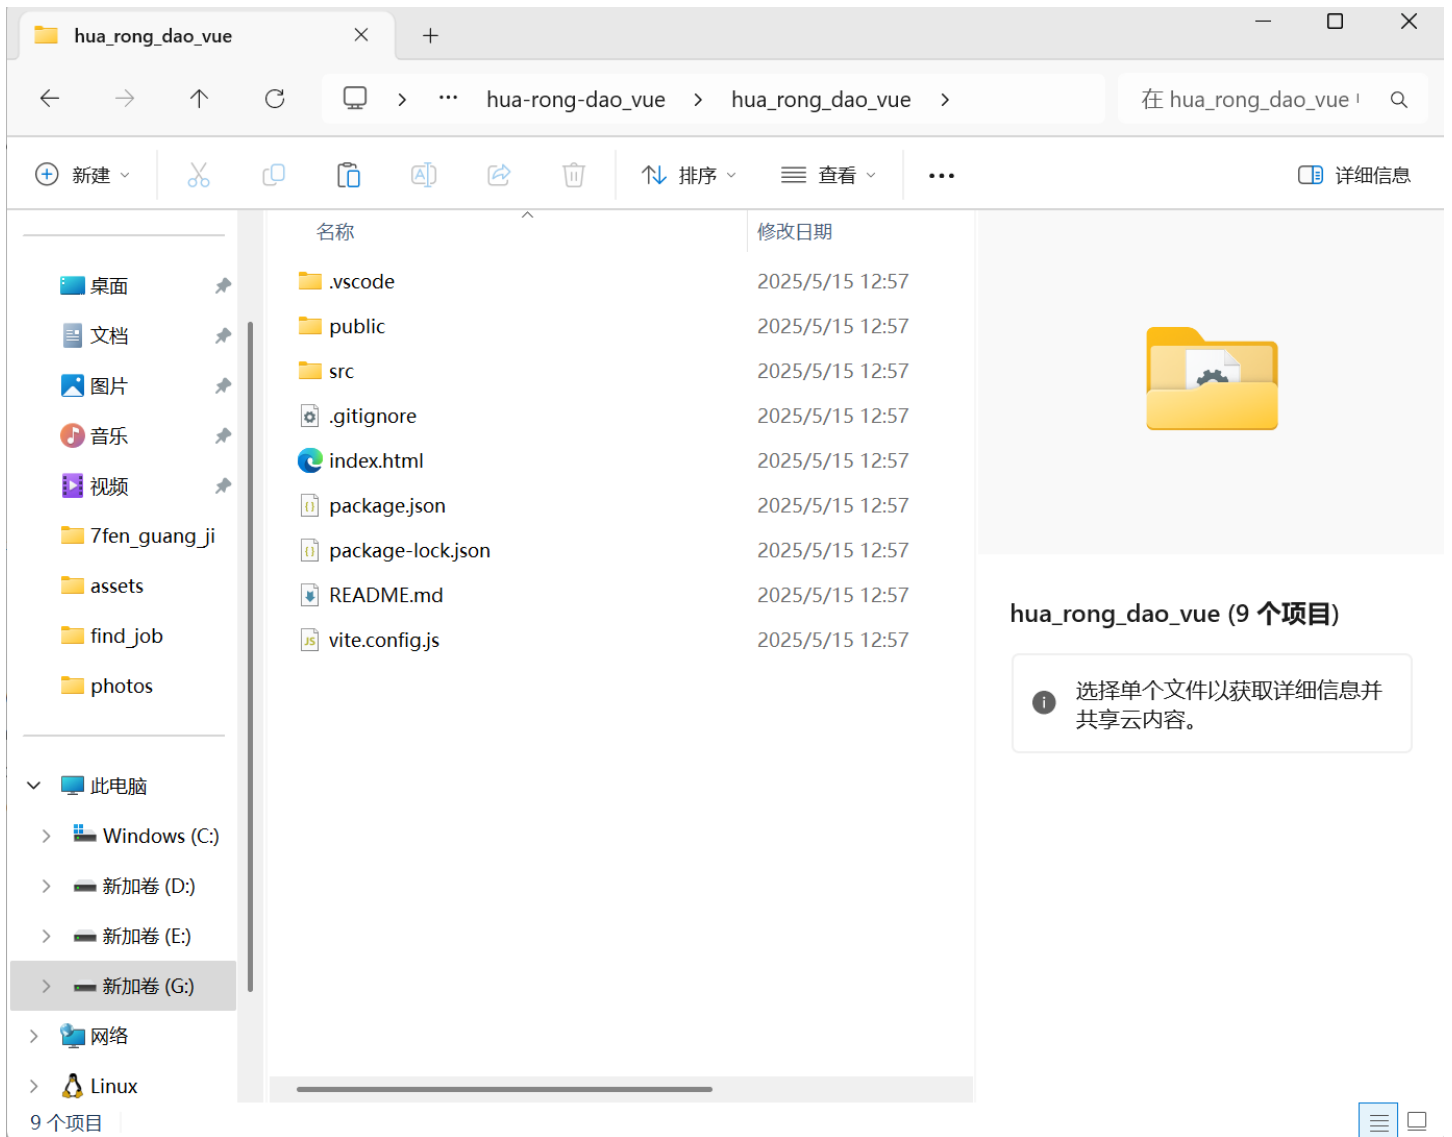 hua_rong_dao_vue
… hua-rong-dao_vue > hua_rong_dao_vue >
在 hua_rong_dao_vue
新建
排序
查看
详细信息
名称
修改日期
桌面
文档
图片
音乐
视频
7fen_guang_ji
assets
find_job
photos
此电脑
Windows (C:)
新加卷 (D:)
新加卷 (E:)
新加卷 (G:)
网络
Linux
.vscode 2025/5/15 12:57
public 2025/5/15 12:57
src 2025/5/15 12:57
.gitignore 2025/5/15 12:57
index.html 2025/5/15 12:57
package.json 2025/5/15 12:57
package-lock.json 2025/5/15 12:57
README.md 2025/5/15 12:57
vite.config.js 2025/5/15 12:57
hua_rong_dao_vue (9 个项目)
选择单个文件以获取详细信息并
共享云内容。
9 个项目